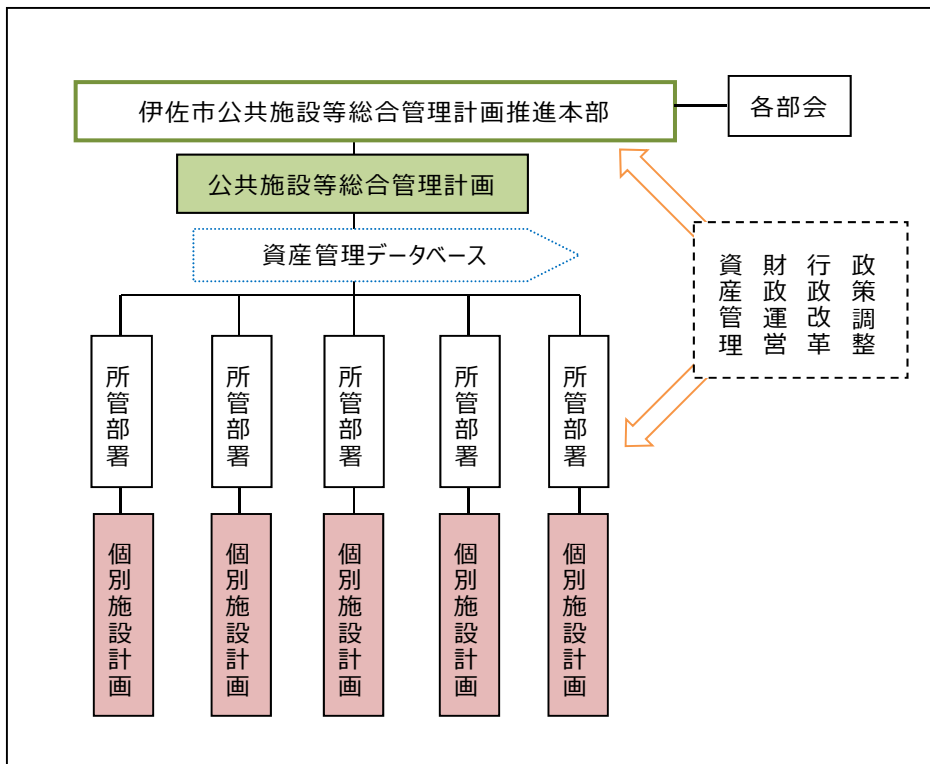 伊佐市公共施設等総合管理計画推進本部
各部会
公共施設等総合管理計画
資産管理データベース
政策調整
行政改革
財政運営
資産管理
所管部署
所管部署
所管部署
所管部署
所管部署
個別施設計画
個別施設計画
個別施設計画
個別施設計画
個別施設計画